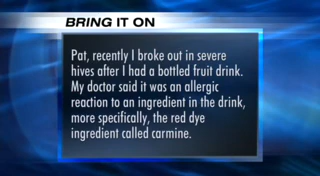 BRING IT ON
Pat, recently I broke out in severe
hives after I had a bottled fruit drink.
My doctor said it was an allergic
reaction to an ingredient in the drink,
more specifically, the red dye
ingredient called carmine.